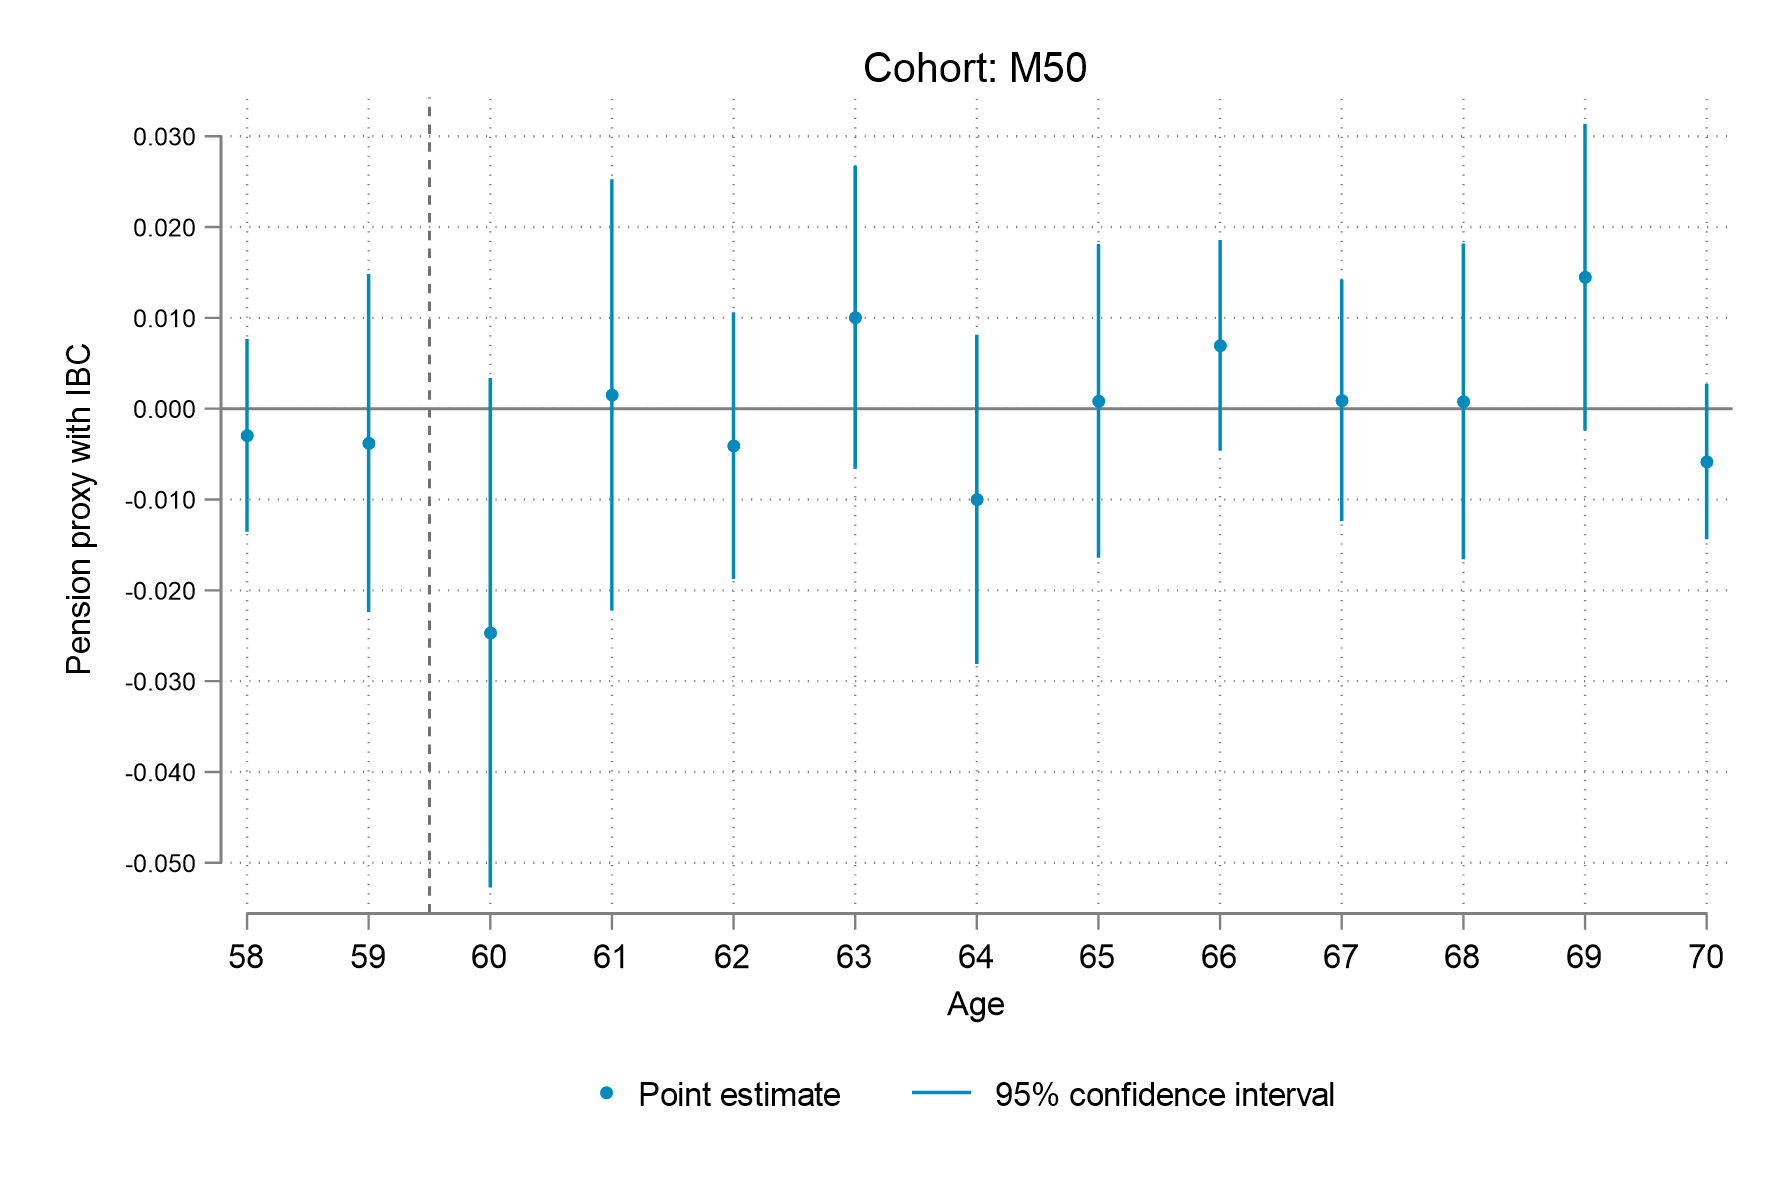 Cohort: M50
Pension proxy with IBC
0.030
0.020
0.010
0.000
-0.010
-0.020
-0.030
-0.040
-0.050
58 59 60 61 62 63 64 65 66 67 68 69 70
Age
Point estimate 95% confidence interval